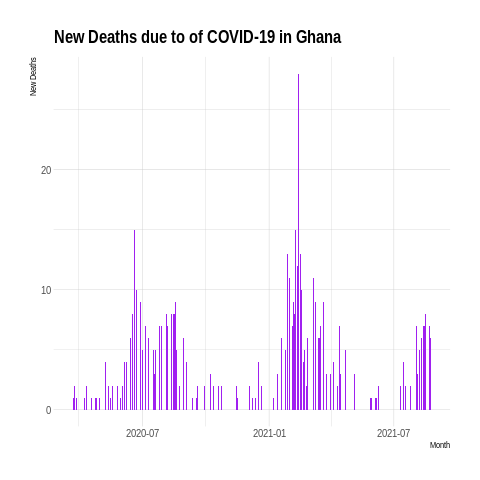 New Deaths due to of COVID-19 in Ghana
New Deaths
20
10
0
2020-07
2021-01
2021-07
Month